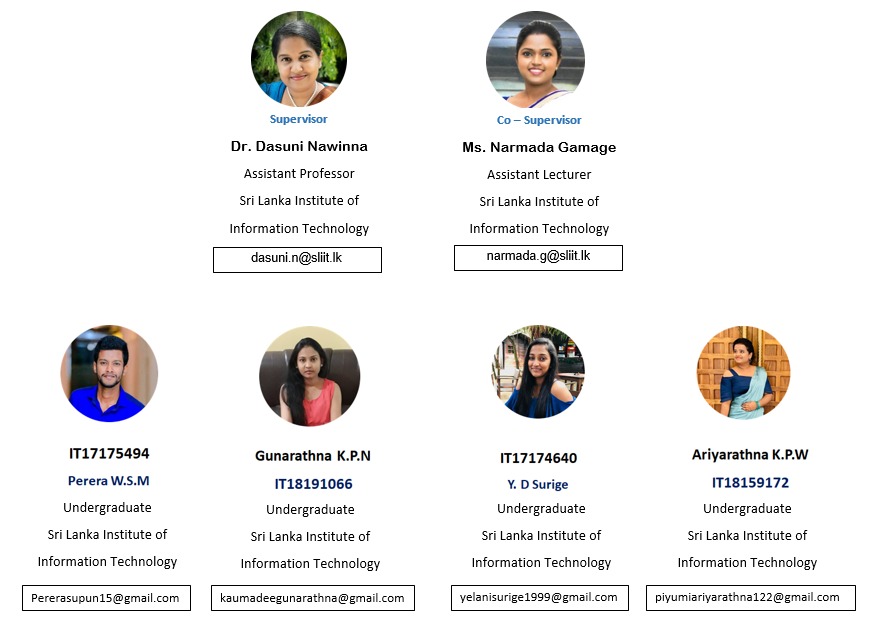 Supervisor
Dr. Dasuni Nawinna
Assistant Professor
Sri Lanka Institute of
Information Technology
dasuni.n@sliit.lk
Co – Supervisor
Ms. Narmada Gamage
Assistant Lecturer
Sri Lanka Institute of
Information Technology
narmada.g@sliit.lk
IT17175494
Perera W.S.M
Undergraduate
Sri Lanka Institute of
Information Technology
Pererasupun15@gmail.com
Gunarathna K.P.N
IT18191066
Undergraduate
Sri Lanka Institute of
Information Technology
kaumadeegunarathna@gmail.com
IT17174640
Y. D Surige
Undergraduate
Sri Lanka Institute of
Information Technology
yelanisurige1999@gmail.com
Ariyarathna K.P.W
IT18159172
Undergraduate
Sri Lanka Institute of
Information Technology
piyumiariyarathna122@gmail.com